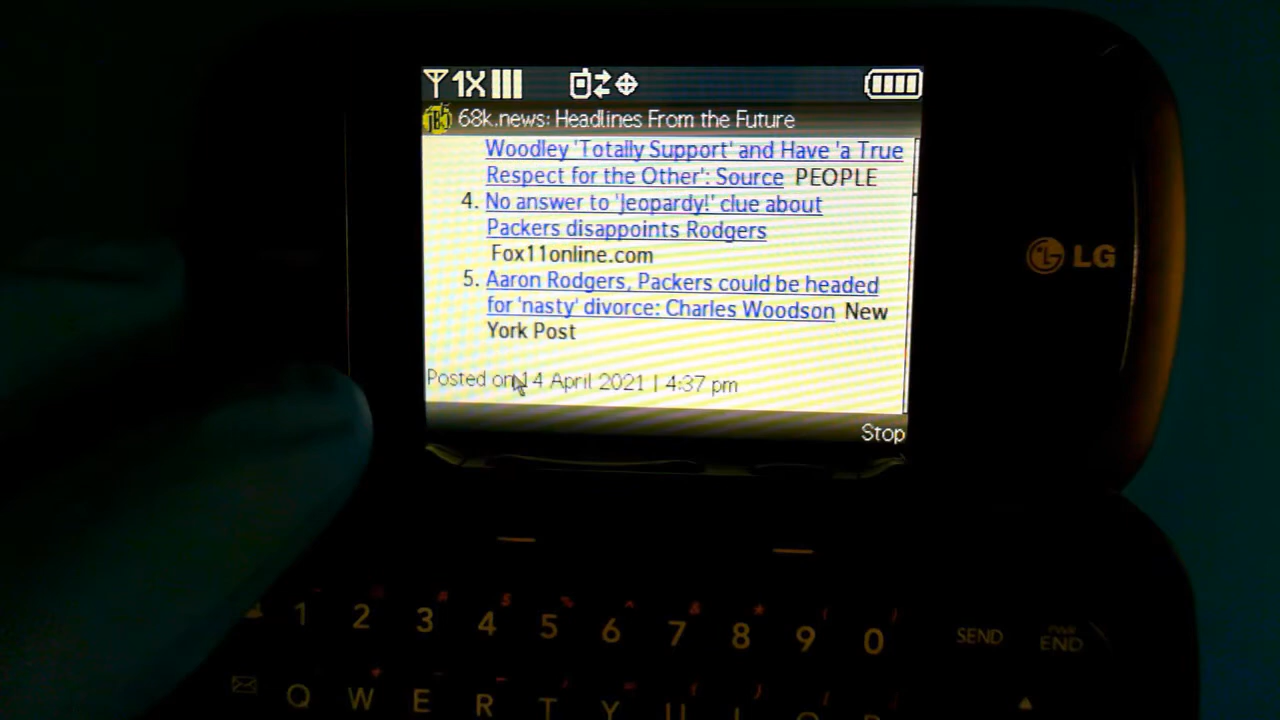 1X
68k.news: Headlines From the Future
Woodley 'Totally Support' and Have 'a True
Respect for the Other': Source PEOPLE
4. No answer to 'Jeopardy!' clue about
Packers disappoints Rodgers
Fox11online.com
5. Aaron Rodgers, Packers could be headed
for 'nasty' divorce: Charles Woodson New
York Post
Posted on 14 April 2021 | 4:37 pm
Stop
LG
1 2 3 4 5 6 7 8 9 0
SEND
END
Q W E R T Y U